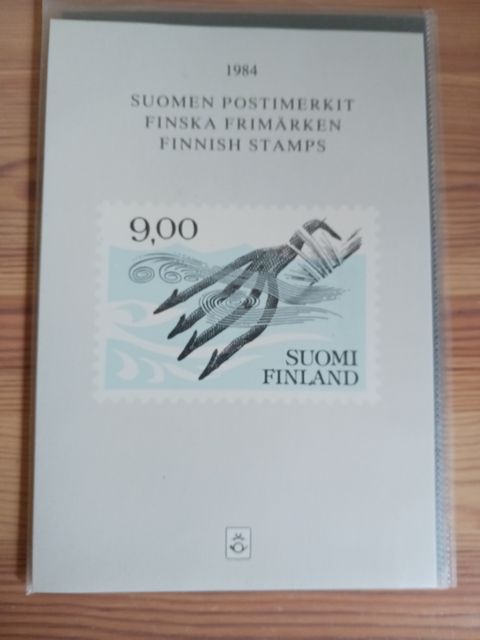 1984
SUOMEN POSTIMERKIT
FINSKA FRIMÄRKEN
FINNISH STAMPS
9,00
SUOMI
FINLAND